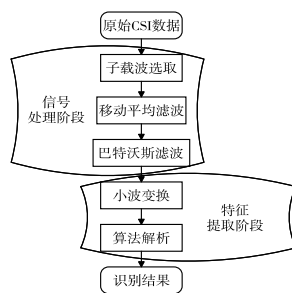 原始CSI数据
子载波选取
信号
处理阶段
移动平均滤波
巴特沃斯滤波
小波变换
特征
提取阶段
算法解析
识别结果